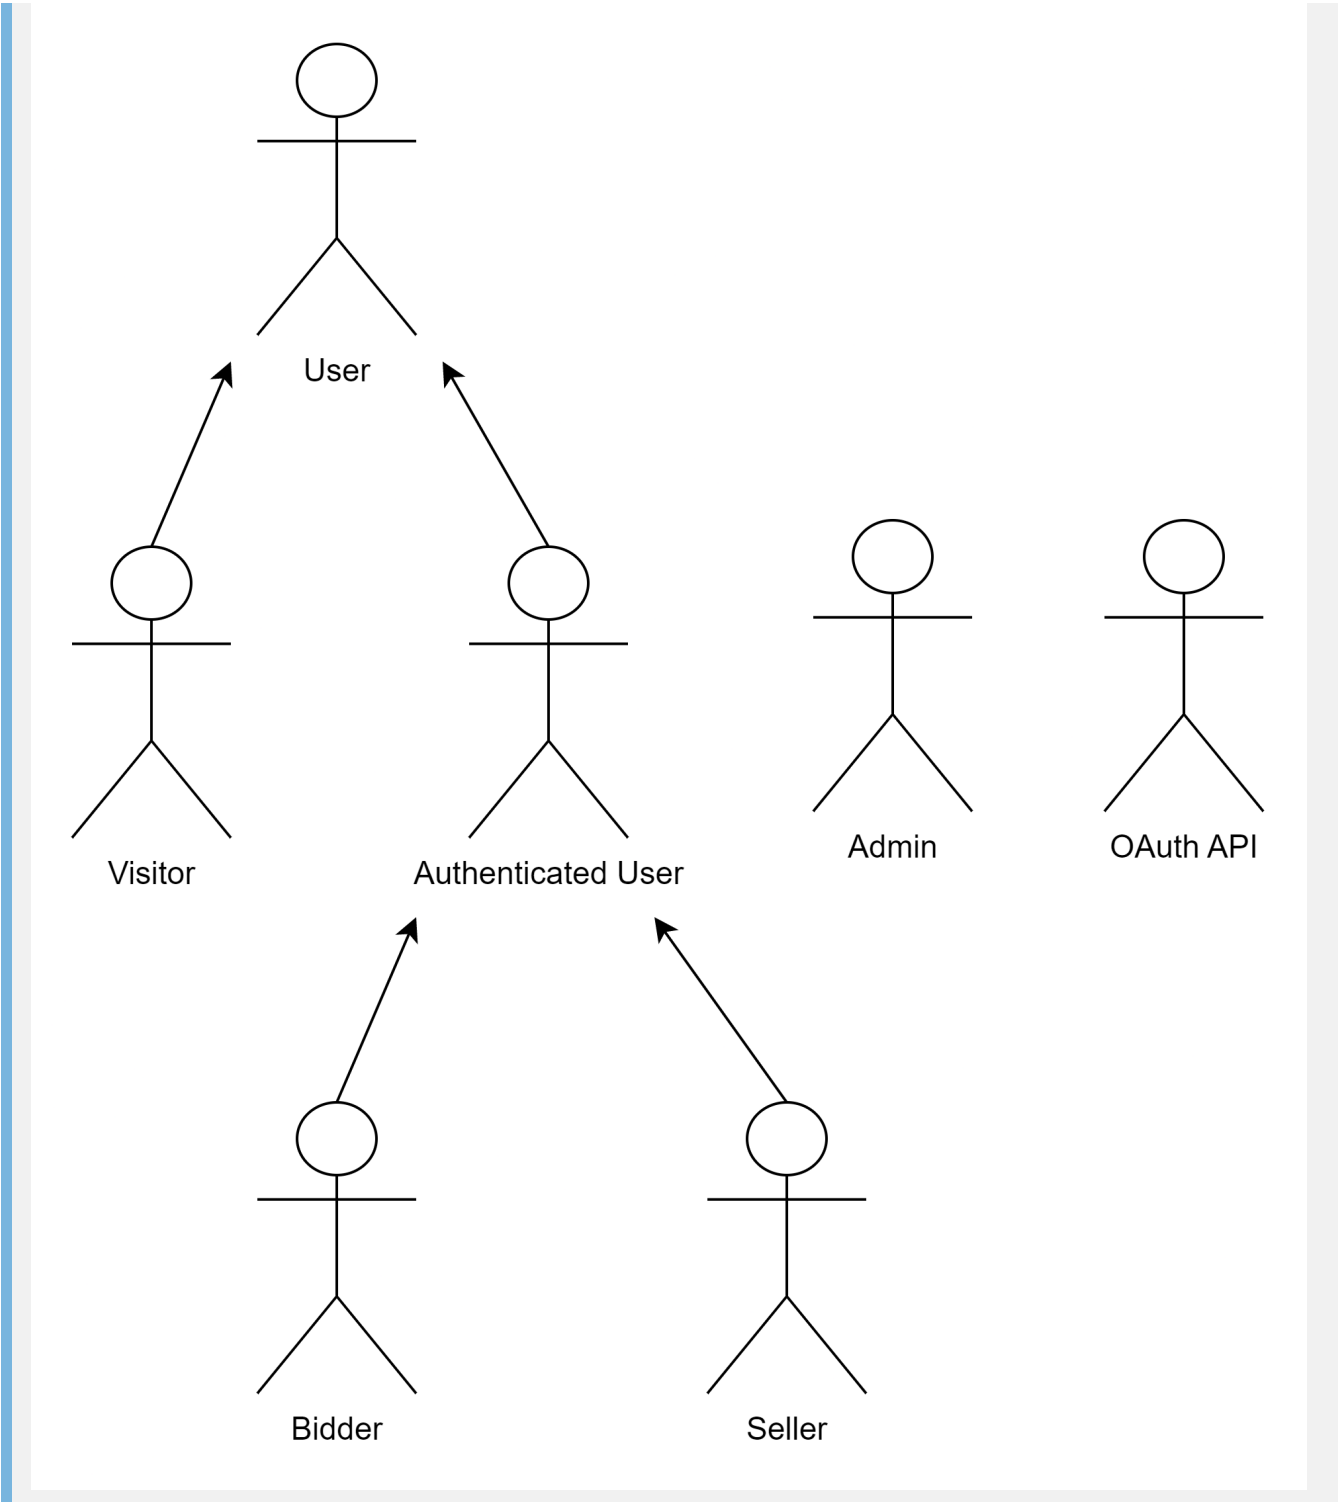 User
Visitor
Authenticated User
Admin
OAuth API
Bidder
Seller